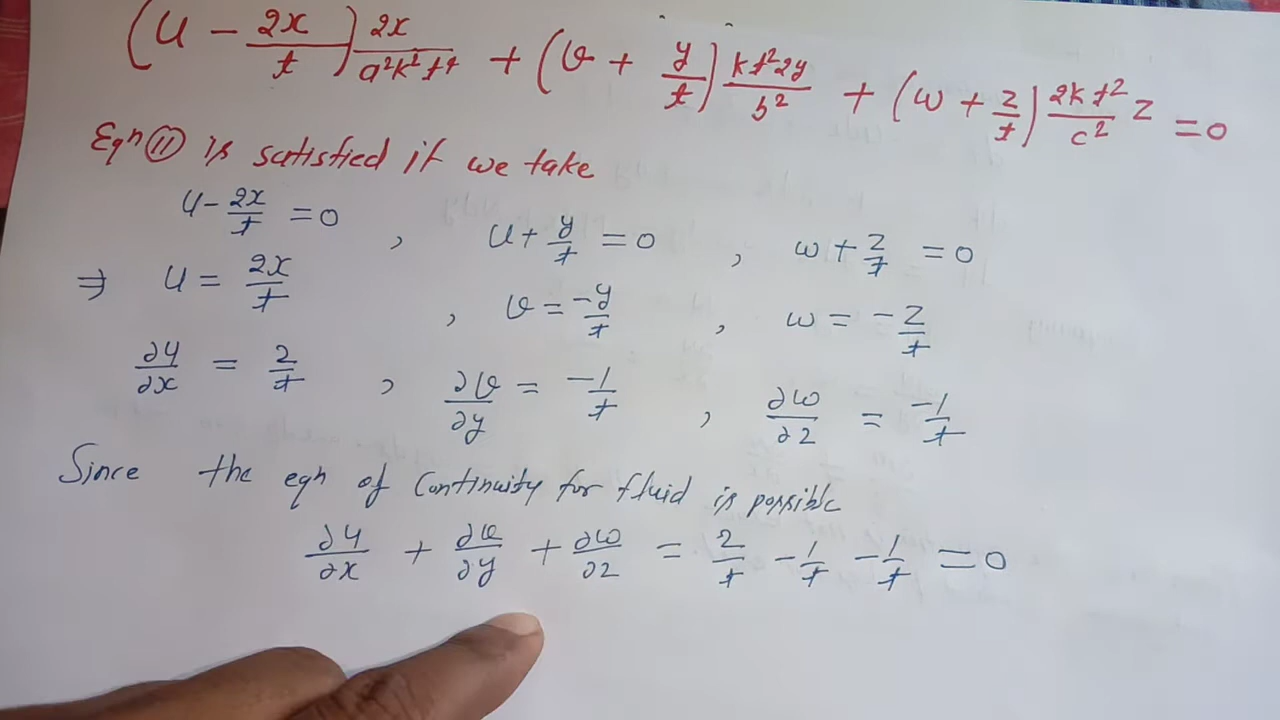 (u - 2x/t) 2x/a²k²t⁴ + (v + y/t) kt²2y/b² + (w + z/t) 2kt²/c² z = 0
Eqn (11) is satisfied if we take
u - 2x/t = 0 , u + y/t = 0 , w + z/t = 0
⇒ u = 2x/t , v = -y/t , w = -z/t
∂u/∂x = 2/t , ∂v/∂y = -1/t , ∂w/∂z = -1/t
Since the eqn of Continuity for fluid is possible
∂u/∂x + ∂v/∂y + ∂w/∂z = 2/t - 1/t - 1/t = 0